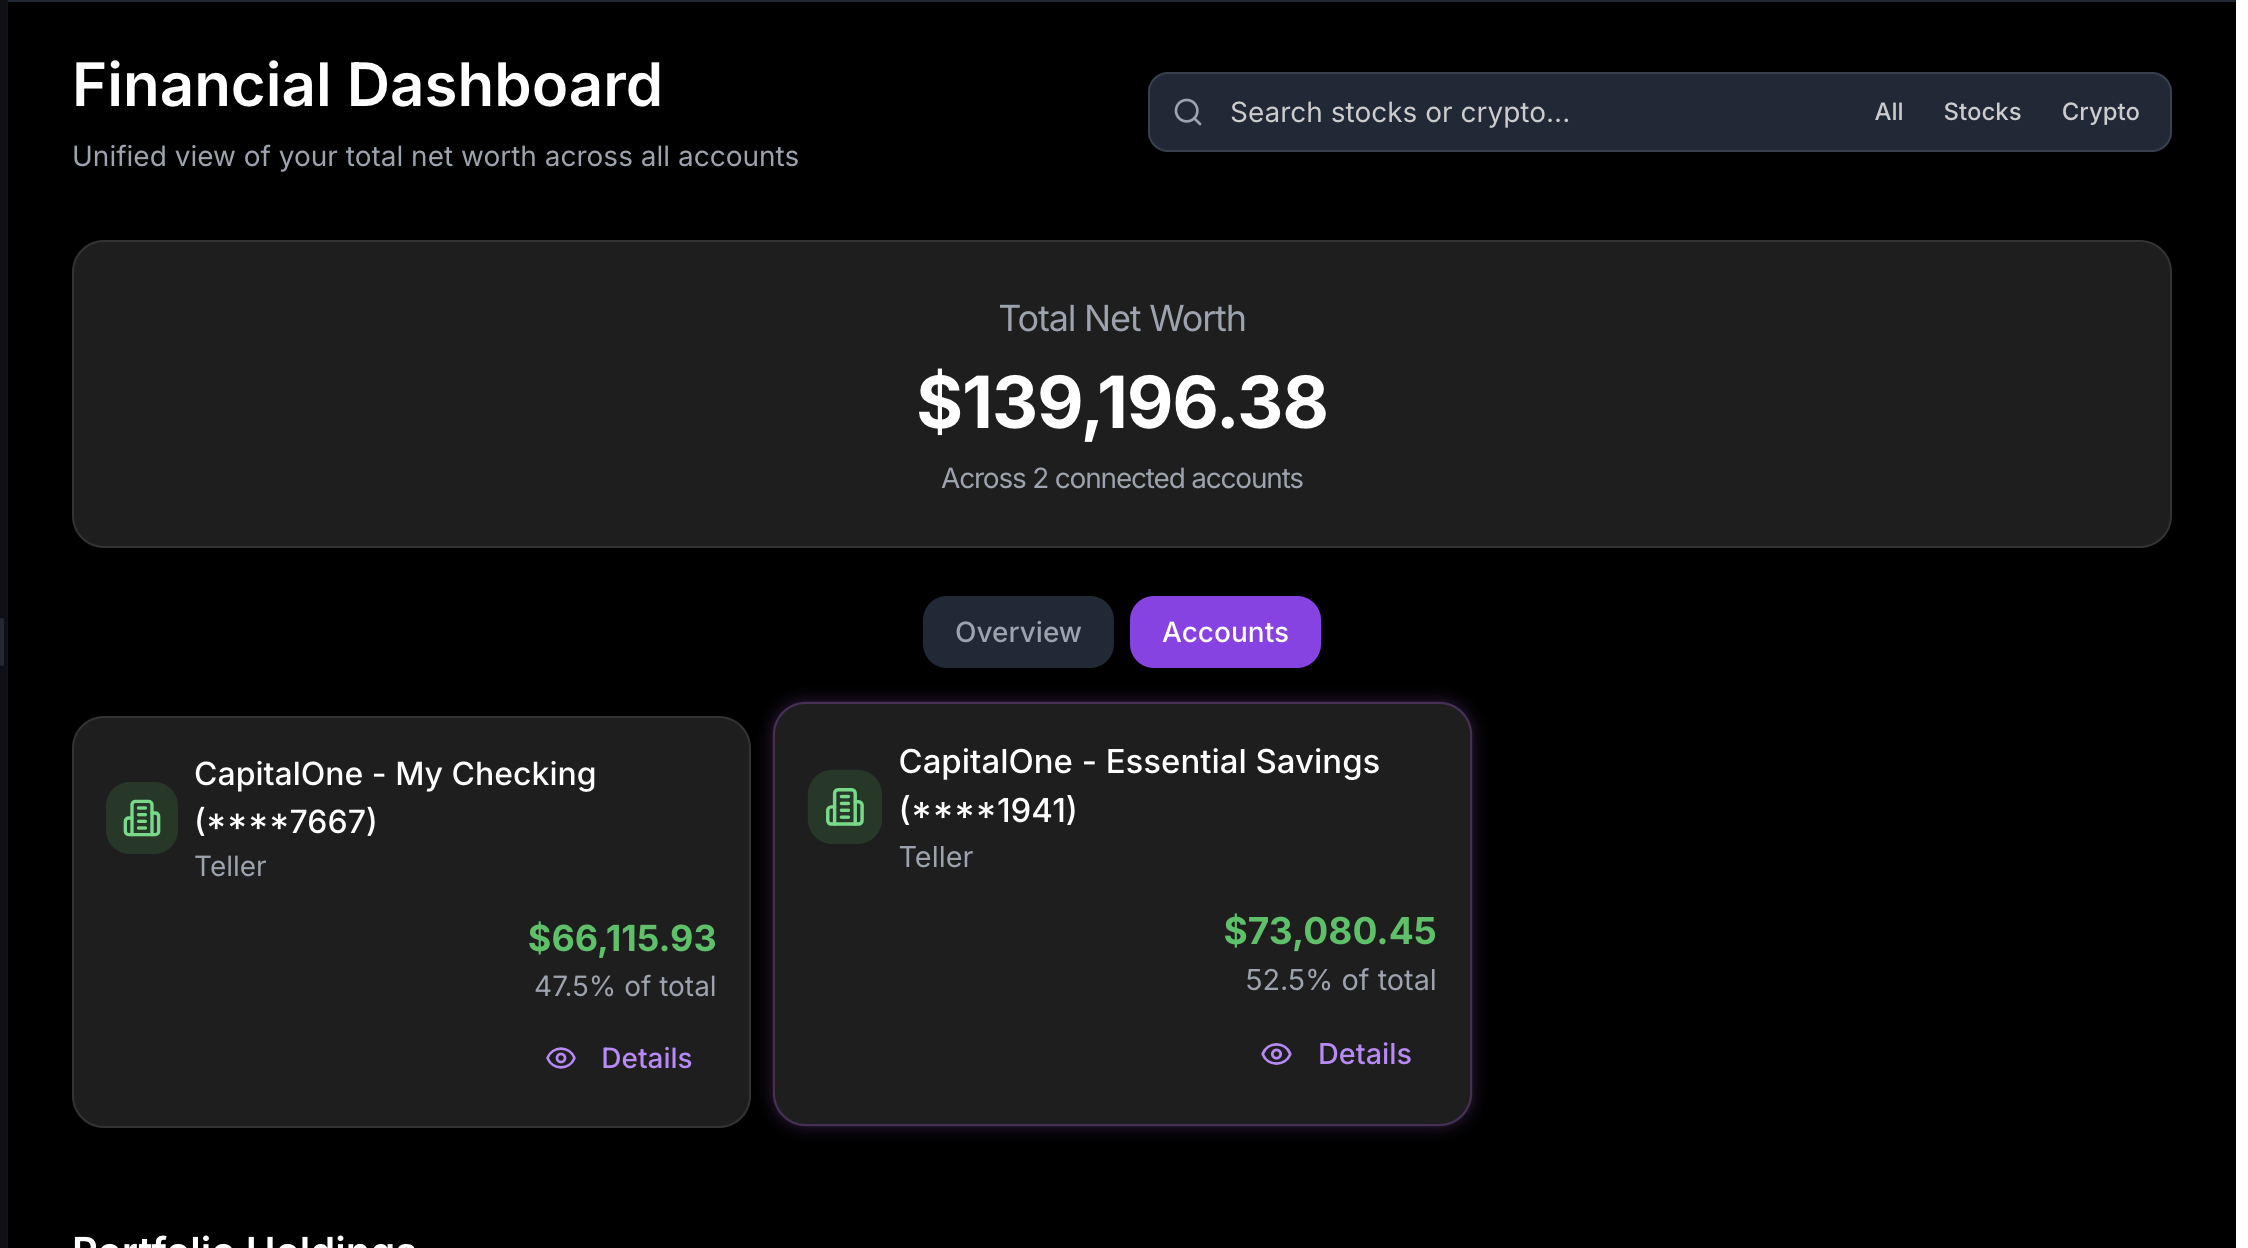 Financial Dashboard
Unified view of your total net worth across all accounts
Search stocks or crypto...
All
Stocks
Crypto
Total Net Worth
$139,196.38
Across 2 connected accounts
Overview
Accounts
CapitalOne - My Checking
(****7667)
Teller
$66,115.93
47.5% of total
Details
CapitalOne - Essential Savings
(****1941)
Teller
$73,080.45
52.5% of total
Details
Portfolio Holdings